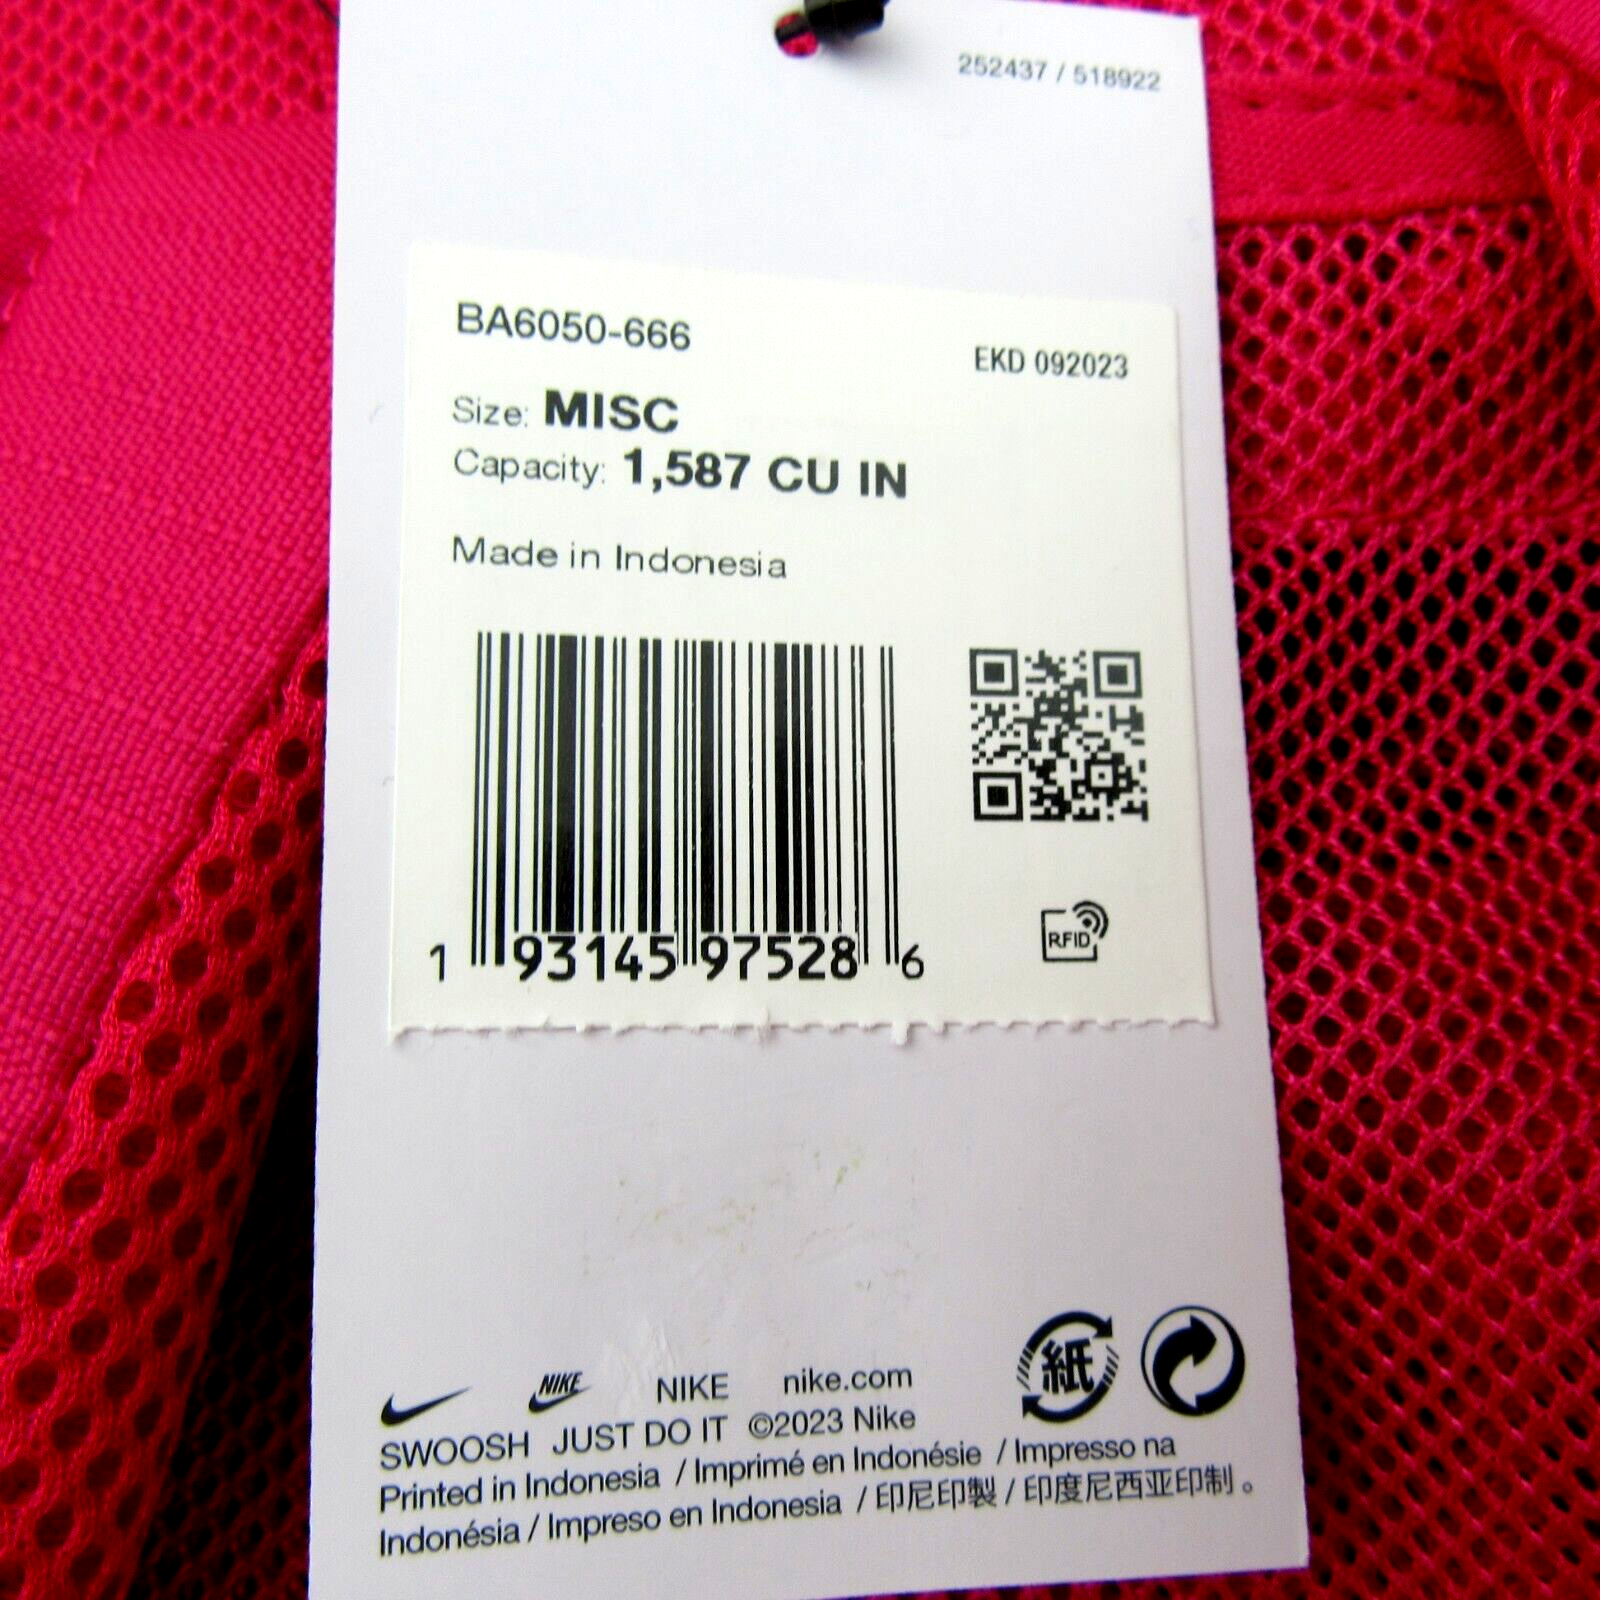 252437 / 518922
BA6050-666
EKD 092023
Size: MISC
Capacity: 1,587 CU IN
Made in Indonesia
1 93145 97528 6
RFID
紙
NIKE NIKE nike.com
SWOOSH JUST DO IT ©2023 Nike
Printed in Indonesia / Imprimé en Indonésie / Impresso na
Indonésia / Impreso en Indonesia / 印尼印製 / 印度尼西亚印制。